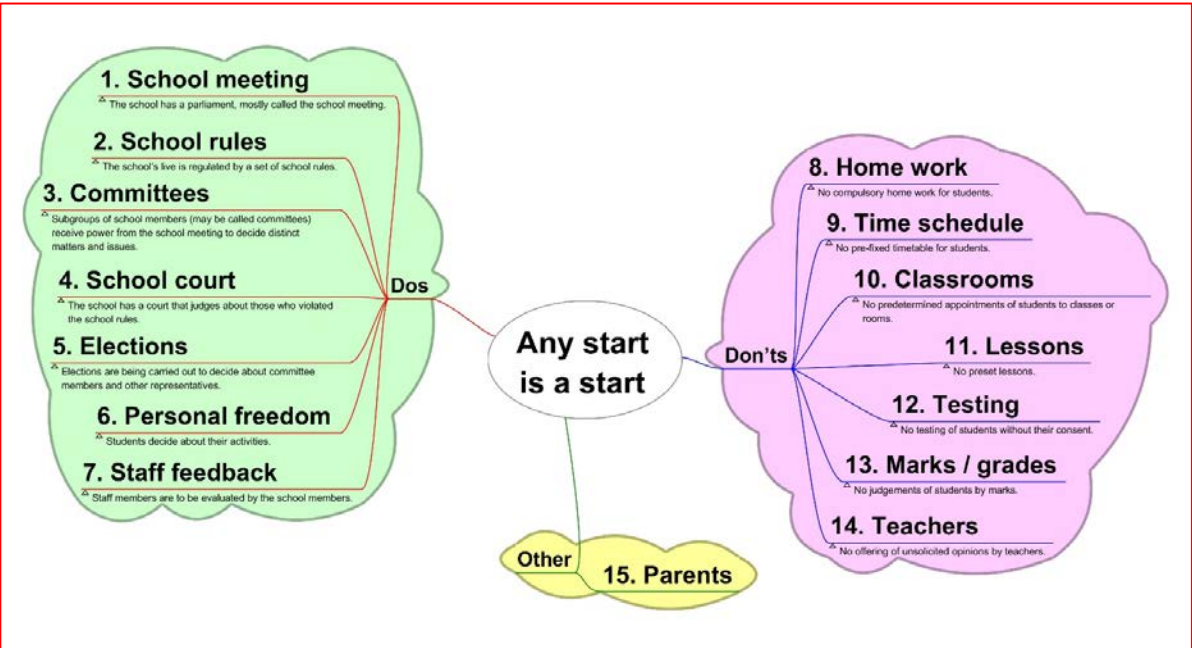 1. School meeting
The school has a parliament, mostly called the school meeting.
2. School rules
The school's live is regulated by a set of school rules.
3. Committees
Subgroups of school members (may be called committees)
receive power from the school meeting to decide distinct
matters and issues.
4. School court
The school has a court that judges about those who violated
the school rules.
5. Elections
Elections are being carried out to decide about committee
members and other representatives.
6. Personal freedom
Students decide about their activities.
7. Staff feedback
Staff members are to be evaluated by the school members.
Dos
Any start
is a start
Don'ts
8. Home work
No compulsory home work for students.
9. Time schedule
No pre-fixed timetable for students.
10. Classrooms
No predetermined appointments of students to classes or
rooms.
11. Lessons
No preset lessons.
12. Testing
No testing of students without their consent.
13. Marks / grades
No judgements of students by marks.
14. Teachers
No offering of unsolicited opinions by teachers.
Other
15. Parents